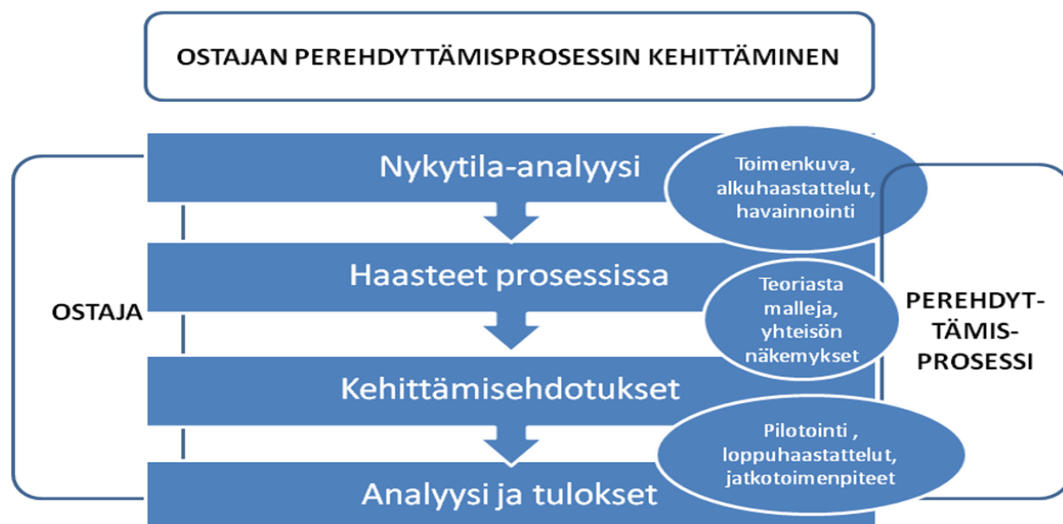 OSTAJAN PEREHDYTTÄMISPROSESSIN KEHITTÄMINEN
Nykytila-analyysi
Toimenkuva,
alkuhaastattelut,
havainnointi
Haasteet prosessissa
Teoriasta
malleja,
yhteisön
näkemykset
OSTAJA
PEREHDYT-
TÄMIS-
PROSESSI
Kehittämisehdotukset
Pilotointi ,
loppuhaastattelut,
jatkotoimenpiteet
Analyysi ja tulokset